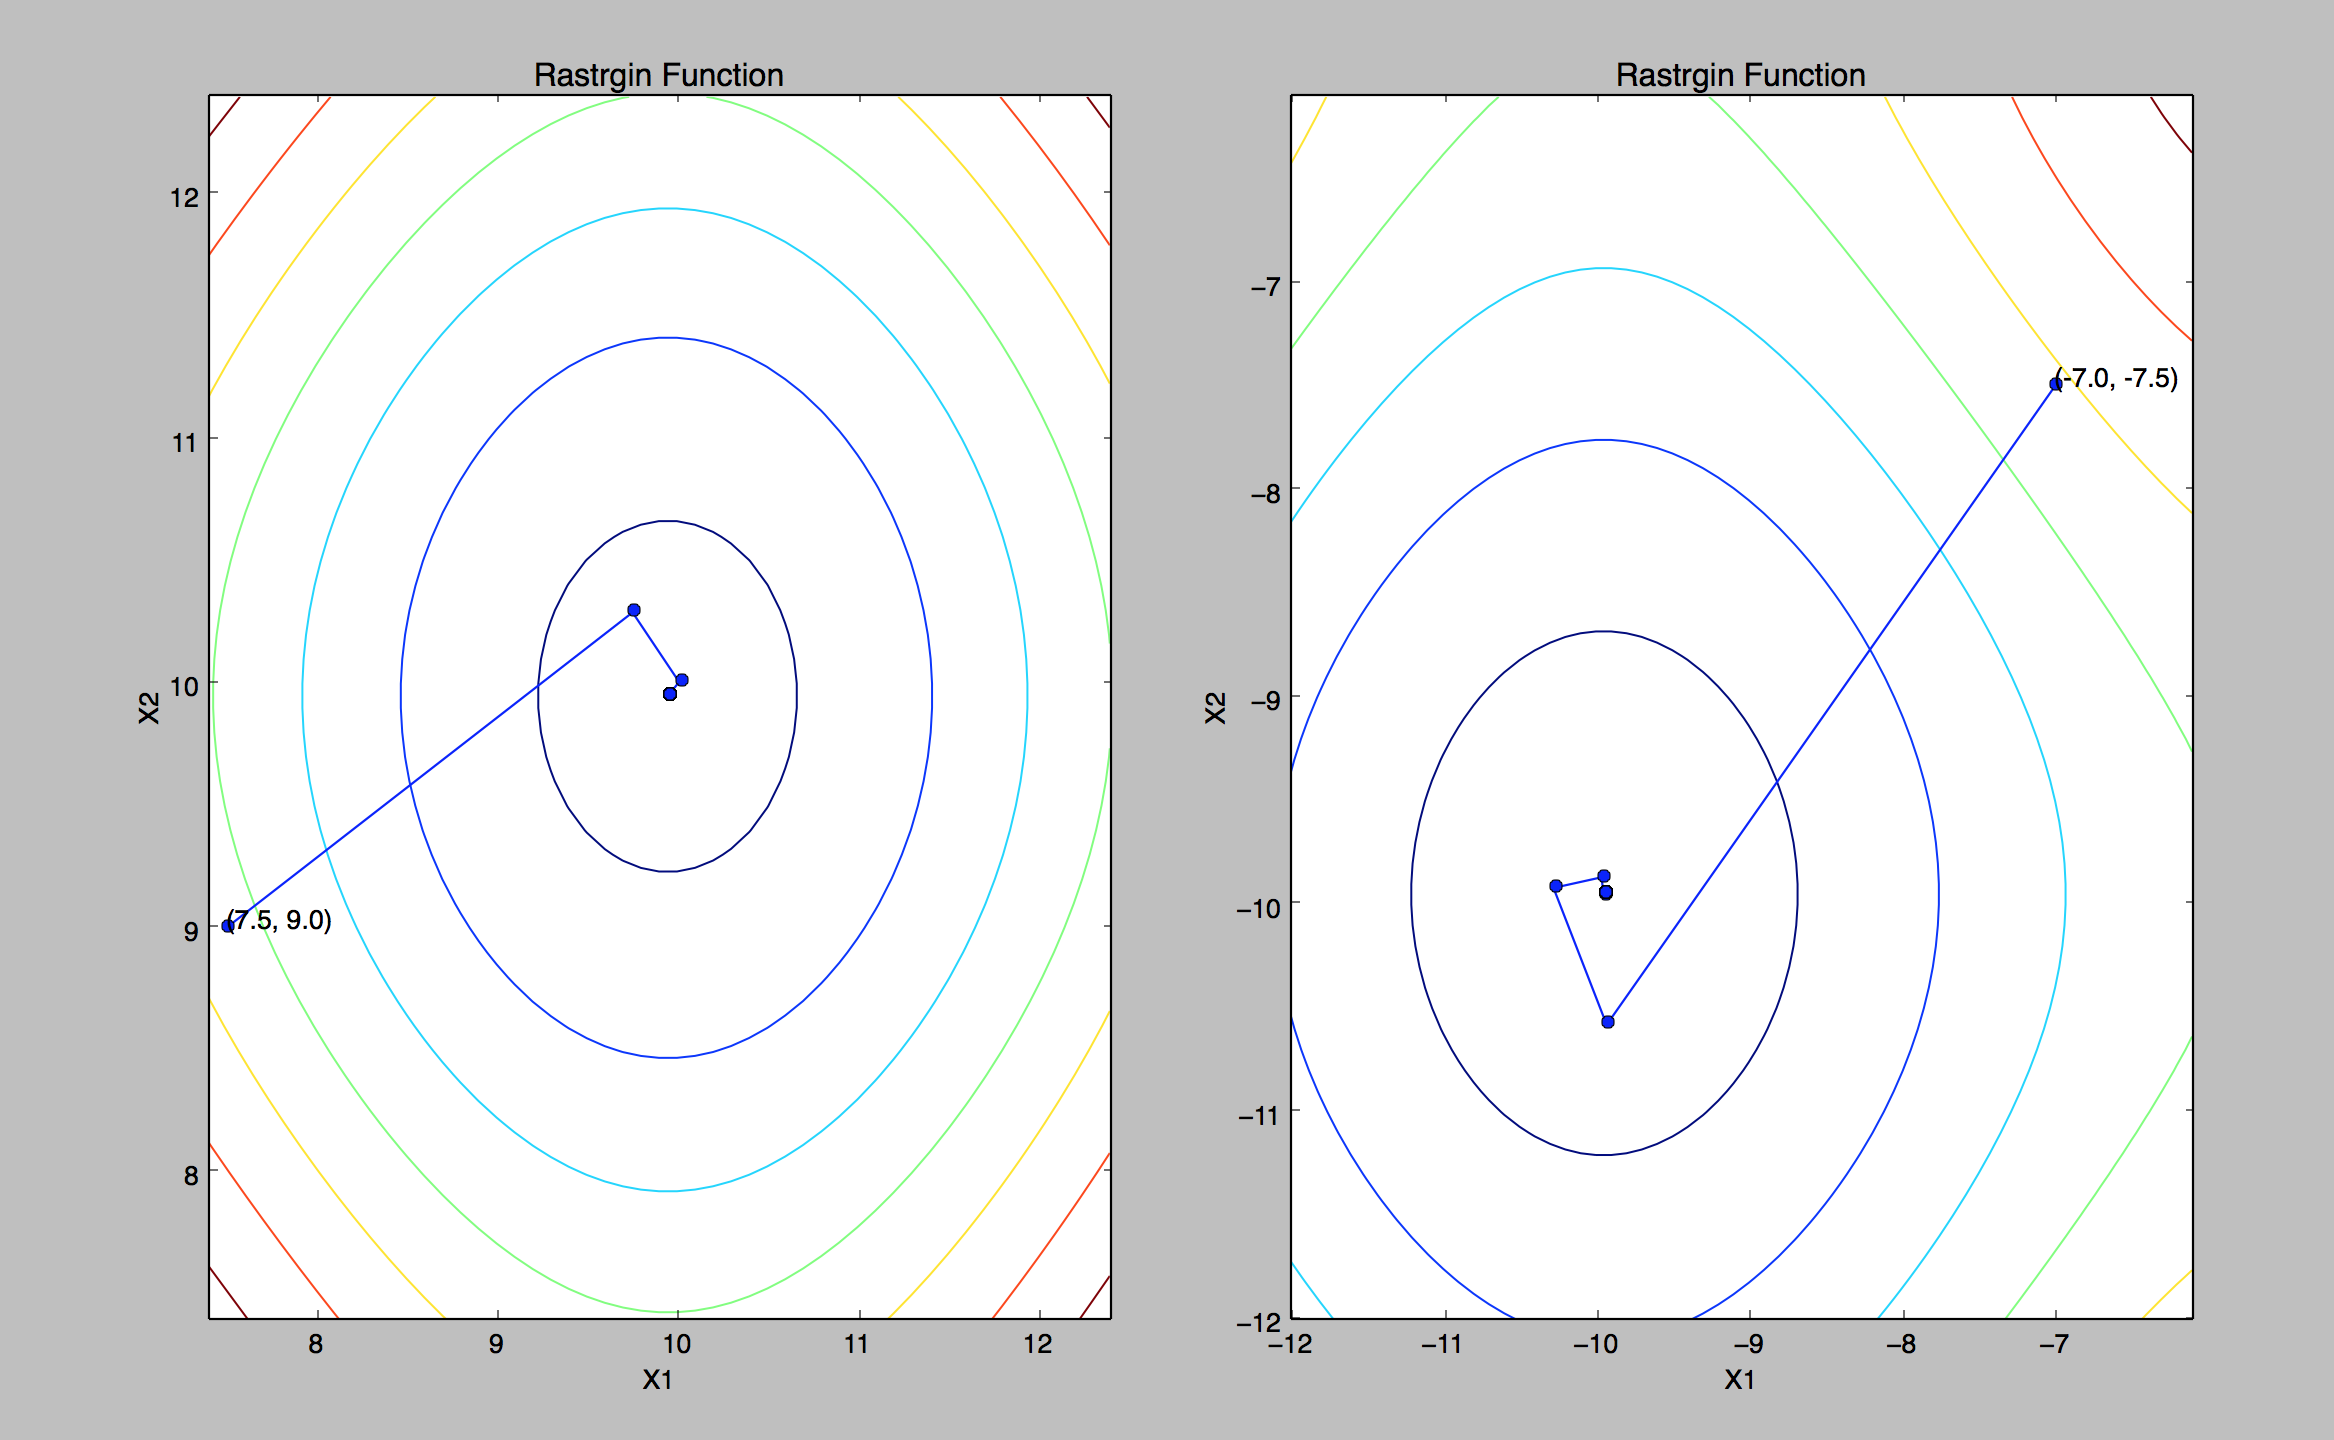 Rastrgin Function
12
11
10
9
8
X2
(7.5, 9.0)
8 9 10 11 12
X1
Rastrgin Function
−7
−8
−9
−10
−11
−12
X2
(-7.0, -7.5)
−12 −11 −10 −9 −8 −7
X1